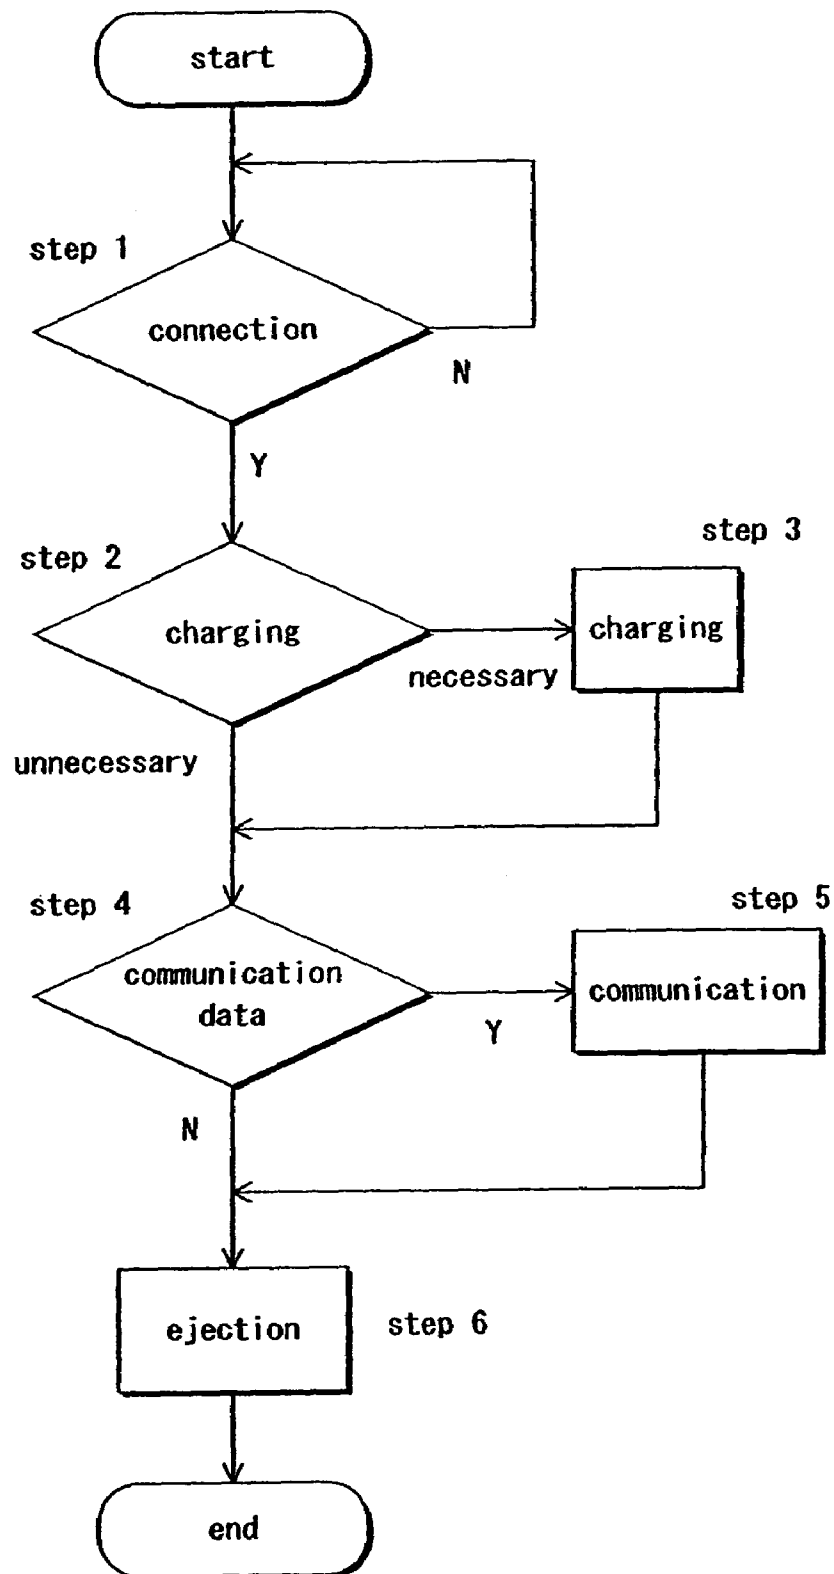 start
step 1
connection
N
Y
step 2
step 3
charging
charging
necessary
unnecessary
step 4
step 5
communication
data
communication
Y
N
ejection
step 6
end